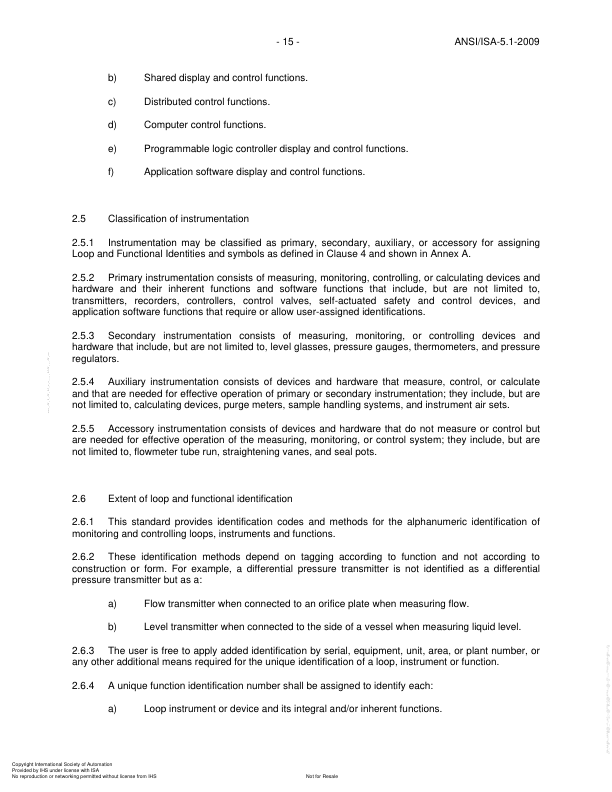 - 15 - ANSI/ISA-5.1-2009
b) Shared display and control functions.
c) Distributed control functions.
d) Computer control functions.
e) Programmable logic controller display and control functions.
f) Application software display and control functions.
2.5 Classification of instrumentation
2.5.1 Instrumentation may be classified as primary, secondary, auxiliary, or accessory for assigning
Loop and Functional Identities and symbols as defined in Clause 4 and shown in Annex A.
2.5.2 Primary instrumentation consists of measuring, monitoring, controlling, or calculating devices and
hardware and their inherent functions and software functions that include, but are not limited to,
transmitters, recorders, controllers, control valves, self-actuated safety and control devices, and
application software functions that require or allow user-assigned identifications.
2.5.3 Secondary instrumentation consists of measuring, monitoring, or controlling devices and
hardware that include, but are not limited to, level glasses, pressure gauges, thermometers, and pressure
regulators.
2.5.4 Auxiliary instrumentation consists of devices and hardware that measure, control, or calculate
and that are needed for effective operation of primary or secondary instrumentation; they include, but are
not limited to, calculating devices, purge meters, sample handling systems, and instrument air sets.
2.5.5 Accessory instrumentation consists of devices and hardware that do not measure or control but
are needed for effective operation of the measuring, monitoring, or control system; they include, but are
not limited to, flowmeter tube run, straightening vanes, and seal pots.
2.6 Extent of loop and functional identification
2.6.1 This standard provides identification codes and methods for the alphanumeric identification of
monitoring and controlling loops, instruments and functions.
2.6.2 These identification methods depend on tagging according to function and not according to
construction or form. For example, a differential pressure transmitter is not identified as a differential
pressure transmitter but as a:
a) Flow transmitter when connected to an orifice plate when measuring flow.
b) Level transmitter when connected to the side of a vessel when measuring liquid level.
2.6.3 The user is free to apply added identification by serial, equipment, unit, area, or plant number, or
any other additional means required for the unique identification of a loop, instrument or function.
2.6.4 A unique function identification number shall be assigned to identify each:
a) Loop instrument or device and its integral and/or inherent functions.
Copyright International Society of Automation
Provided by IHS under license with ISA
No reproduction or networking permitted without license from IHS Not for Resale